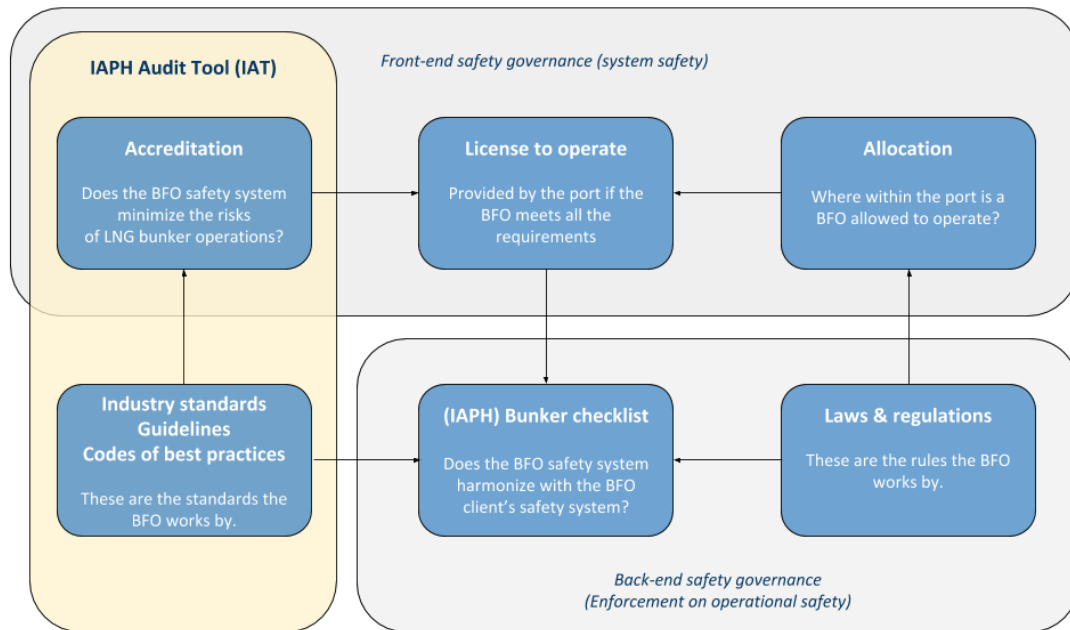 IAPH Audit Tool (IAT)
Front-end safety governance (system safety)
Accreditation
Does the BFO safety system
minimize the risks
of LNG bunker operations?
License to operate
Provided by the port if the
BFO meets all the
requirements
Allocation
Where within the port is a
BFO allowed to operate?
Industry standards
Guidelines
Codes of best practices
These are the standards the
BFO works by.
(IAPH) Bunker checklist
Does the BFO safety system
harmonize with the BFO
client’s safety system?
Laws & regulations
These are the rules the BFO
works by.
Back-end safety governance
(Enforcement on operational safety)